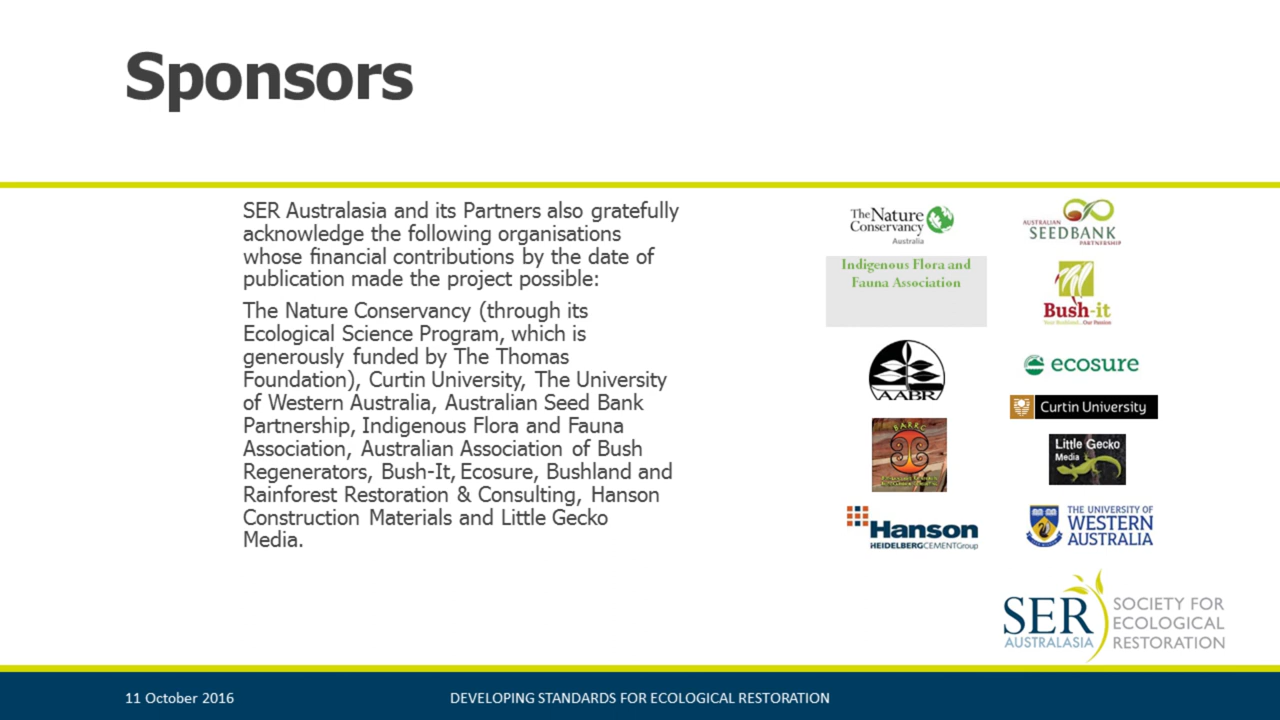 Sponsors
SER Australasia and its Partners also gratefully
acknowledge the following organisations
whose financial contributions by the date of
publication made the project possible:
The Nature Conservancy (through its
Ecological Science Program, which is
generously funded by The Thomas
Foundation), Curtin University, The University
of Western Australia, Australian Seed Bank
Partnership, Indigenous Flora and Fauna
Association, Australian Association of Bush
Regenerators, Bush-It, Ecosure, Bushland and
Rainforest Restoration & Consulting, Hanson
Construction Materials and Little Gecko
Media.
The Nature
Conservancy
Australia
AUSTRALIAN
SEEDBANK
PARTNERSHIP
Indigenous Flora and
Fauna Association
Bush-it
AABR
ecosure
Curtin University
BARRC
Little Gecko
Media
Hanson
HEIDELBERGCEMENTGroup
THE UNIVERSITY OF
WESTERN
AUSTRALIA
SER
AUSTRALASIA
SOCIETY FOR
ECOLOGICAL
RESTORATION
11 October 2016
DEVELOPING STANDARDS FOR ECOLOGICAL RESTORATION